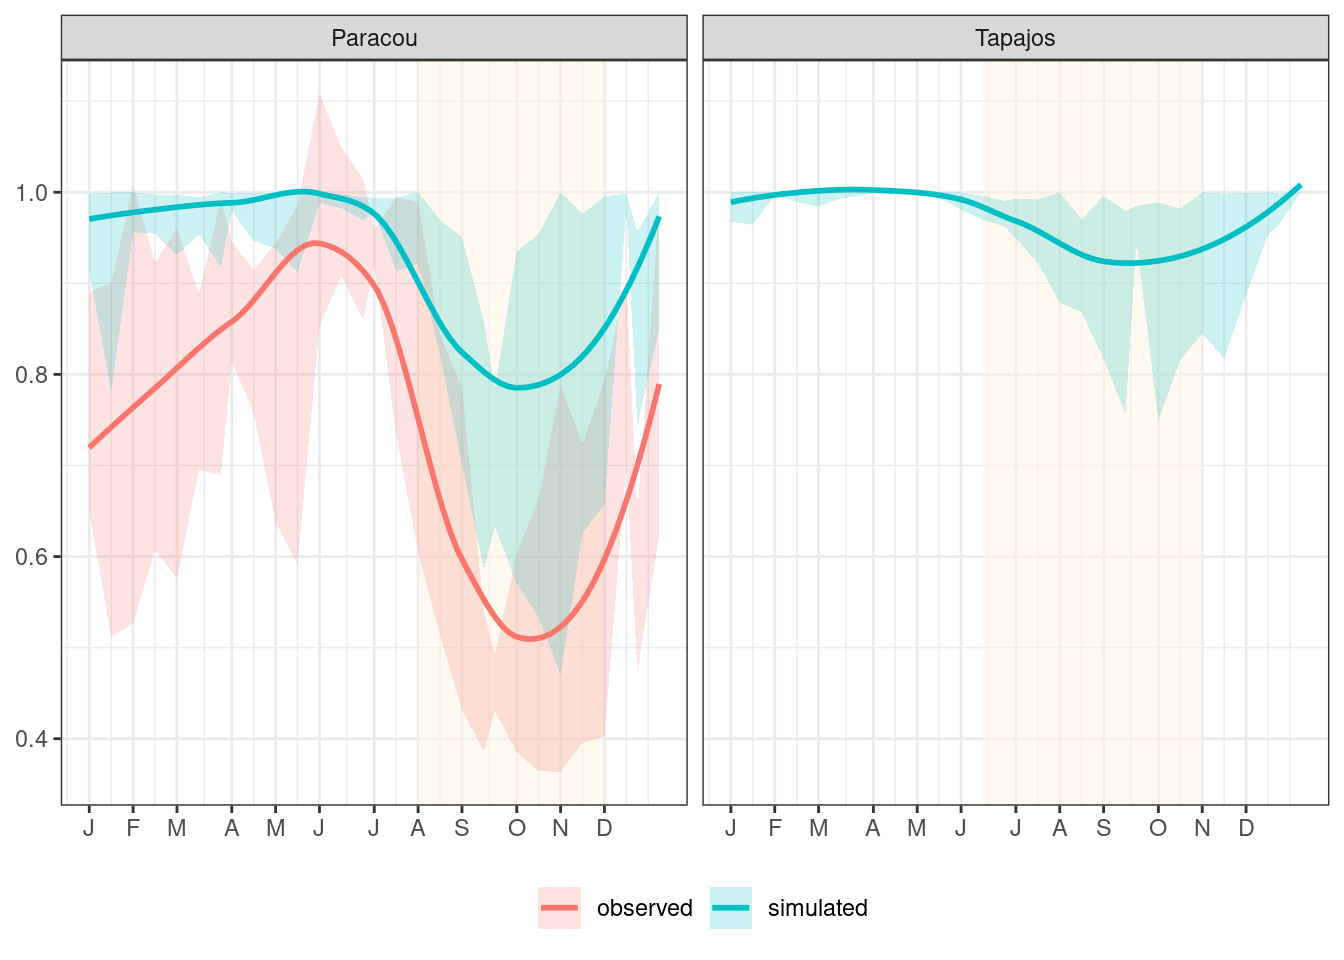 Paracou
Tapajos
1.0
0.8
0.6
0.4
J F M A M J J A S O N D
J F M A M J J A S O N D
observed simulated